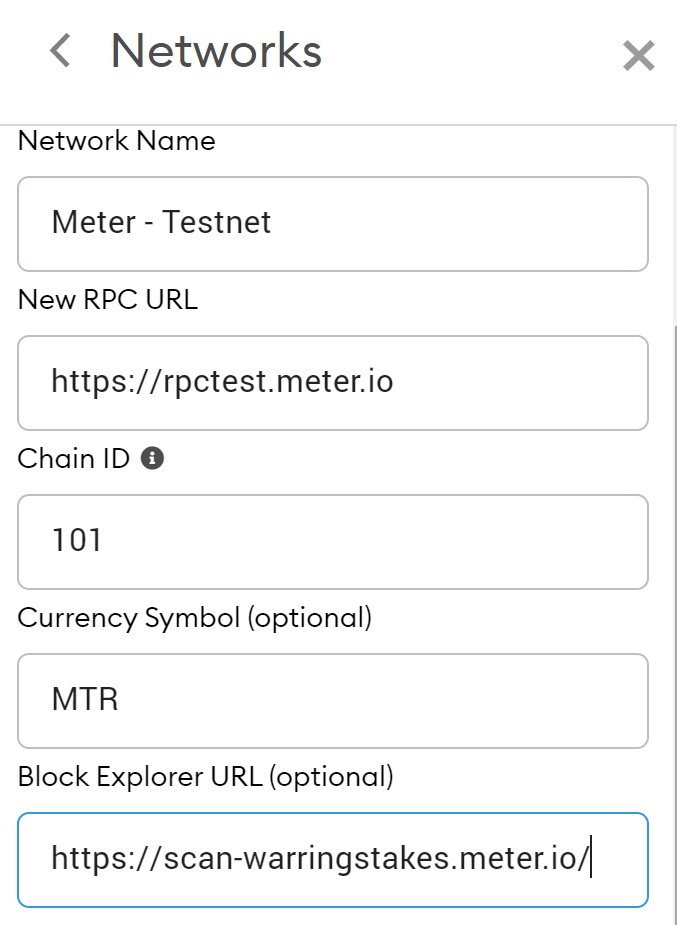 Networks
Network Name
Meter - Testnet
New RPC URL
https://rpctest.meter.io
Chain ID
101
Currency Symbol (optional)
MTR
Block Explorer URL (optional)
https://scan-warringstakes.meter.io/